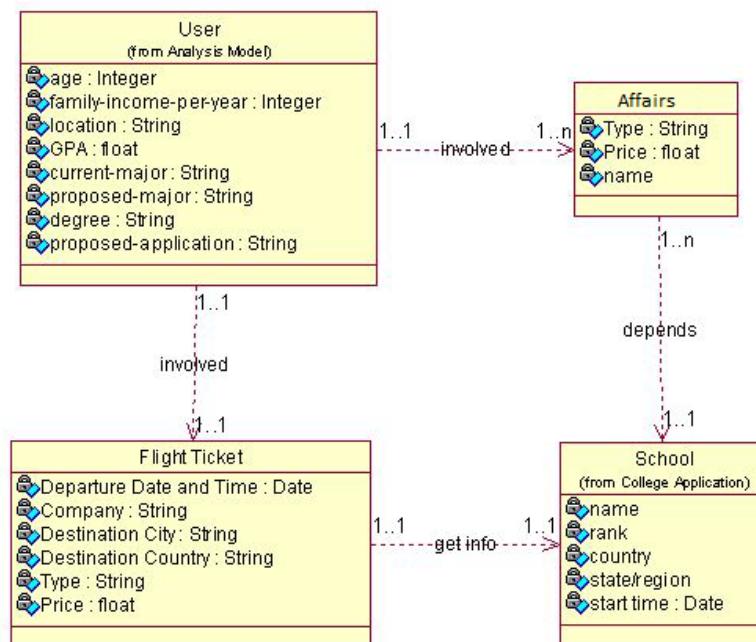 User
(from Analysis Model)
age : Integer
family-income-per-year : Integer
location : String
GPA : float
current-major : String
proposed-major : String
degree : String
proposed-application : String
1..1
involved
1..n
Affairs
Type : String
Price : float
name
1..n
depends
1..1
1..1
involved
1..1
Flight Ticket
Departure Date and Time : Date
Company : String
Destination City : String
Destination Country : String
Type : String
Price : float
1..1
get info
1..1
School
(from College Application)
name
rank
country
state/region
start time : Date